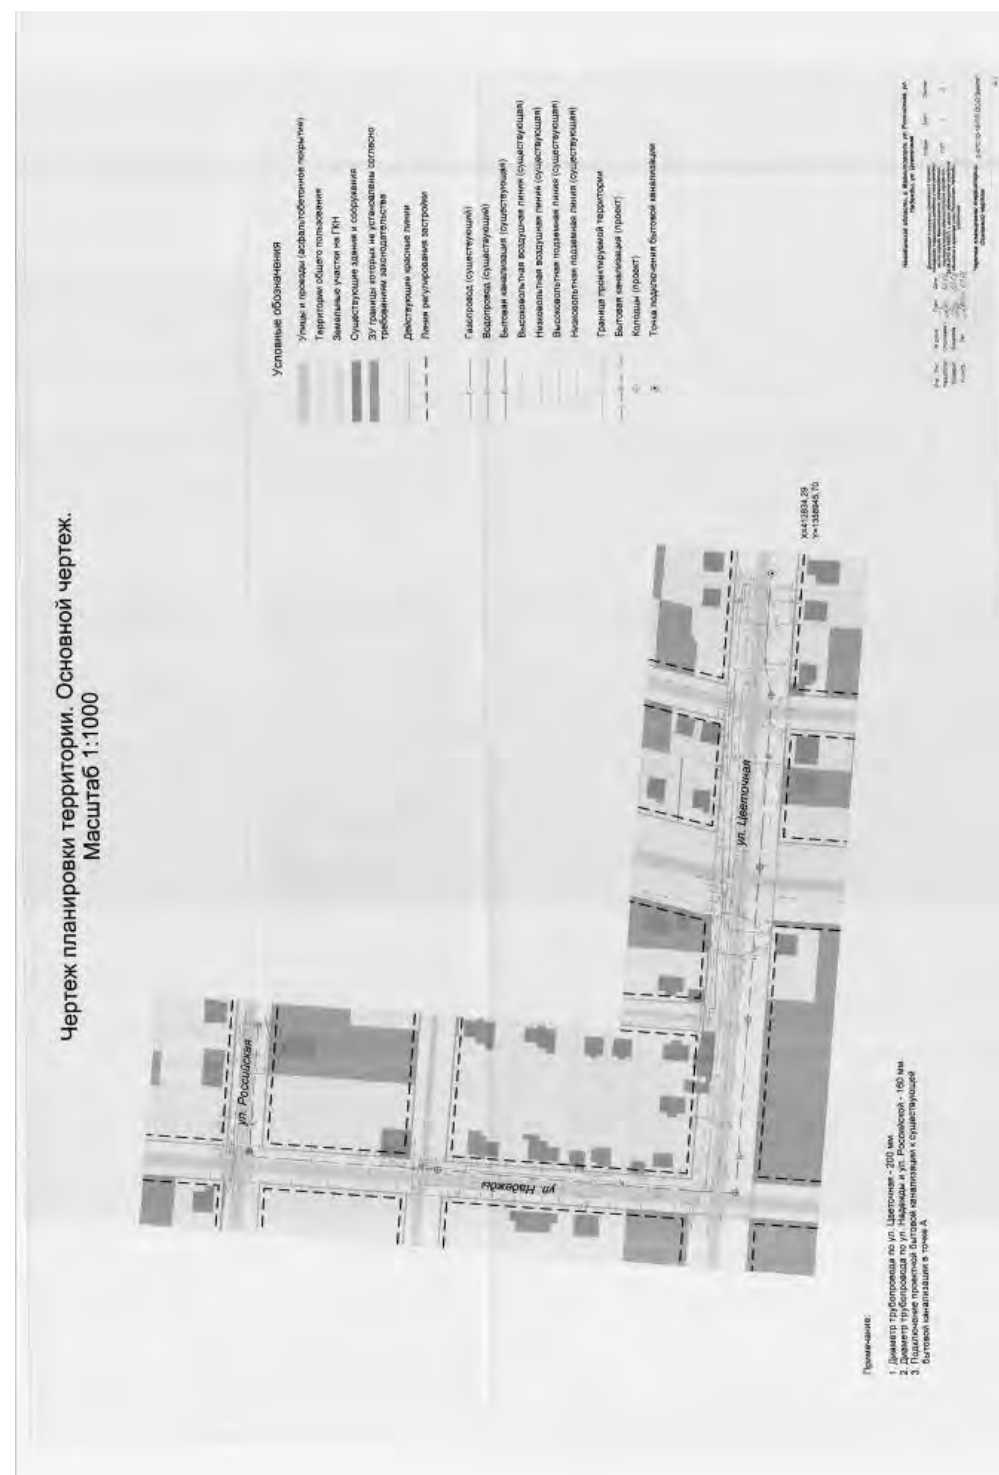 Чертеж планировки территории. Основной чертеж.
Масштаб 1:1000
Условные обозначения
Улицы и проезды (асфальтобетонное покрытие)
Территории общего пользования
Земельные участки на ГКН
Существующие здания и сооружения
ЗУ границы которых не установлены согласно
требованиям законодательства
Действующие красные линии
Линия регулирования застройки
Газопровод (существующий)
Водопровод (существующий)
Бытовая канализация (существующая)
Высоковольтная воздушная линия (существующая)
Низковольтная воздушная линия (существующая)
Высоковольтная подземная линия (существующая)
Низковольтная подземная линия (существующая)
Граница проектируемой территории
Бытовая канализация (проект)
Колодцы (проект)
Точка подключения бытовой канализации
ул. Российская
ул. Надежды
ул. Цветочная
X=412834,29
Y=1358945,70
Примечание:
1. Диаметр трубопровода по ул. Цветочная - 200 мм.
2. Диаметр трубопровода по ул. Надежды и ул. Российской - 160 мм.
3. Подключение проектной бытовой канализации к существующей
бытовой канализации в точке А.